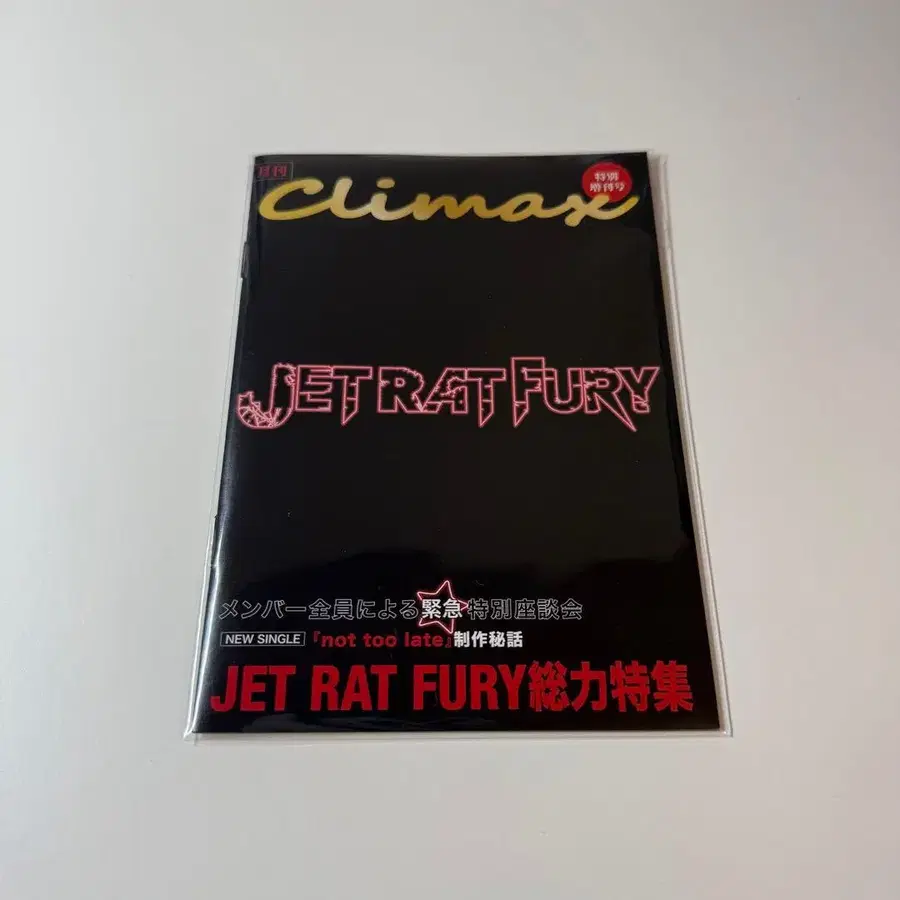 月刊
Climax
特別
増刊号
JET RAT FURY
メンバー全員による緊急特別座談会
NEW SINGLE『not too late』制作秘話
JET RAT FURY総力特集